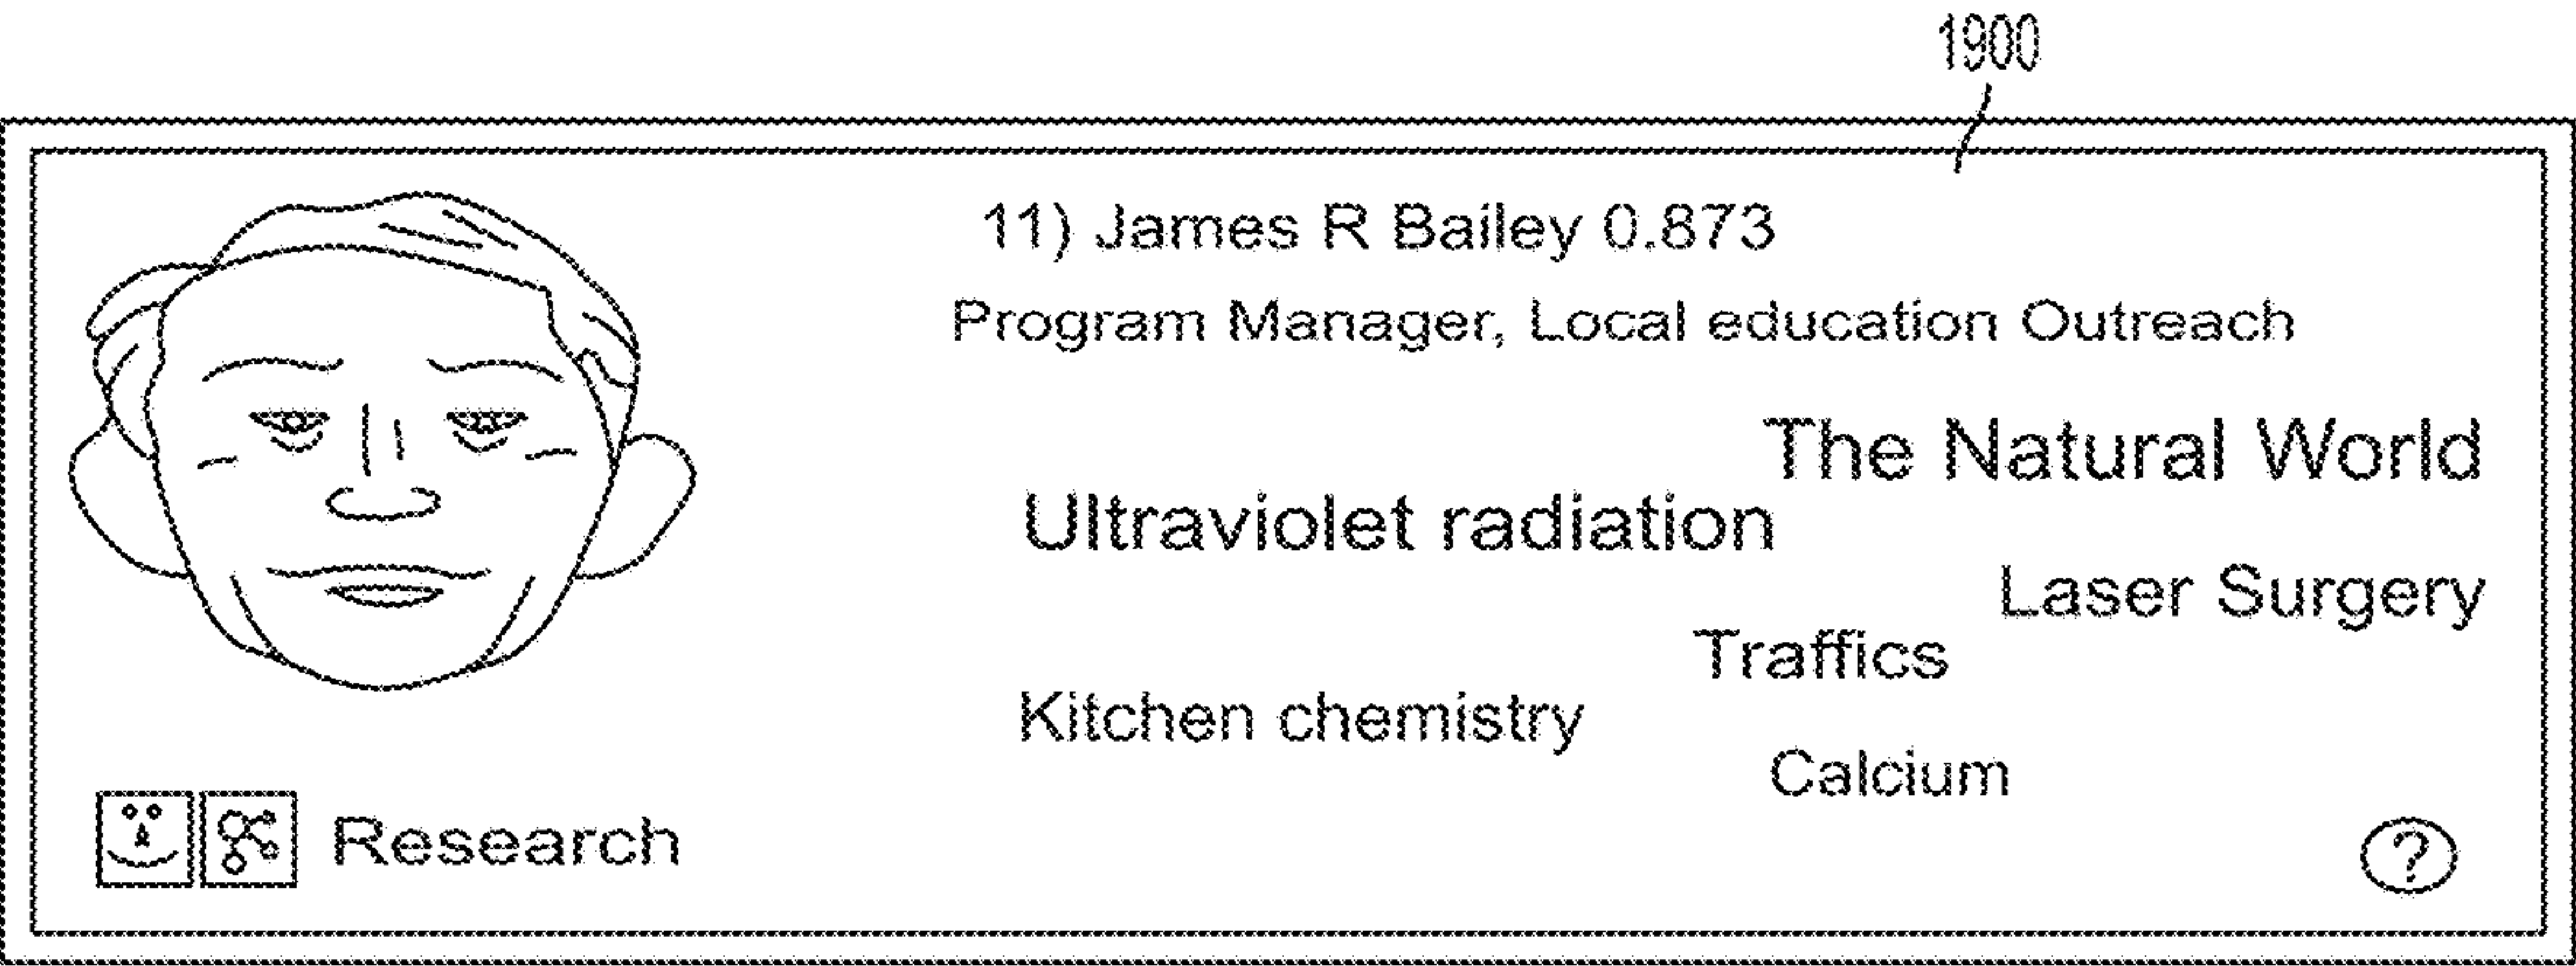 1900
11) James R Bailey 0.873
Program Manager, Local education Outreach
The Natural World
Ultraviolet radiation
Laser Surgery
Traffics
Kitchen chemistry
Calcium
Research
?